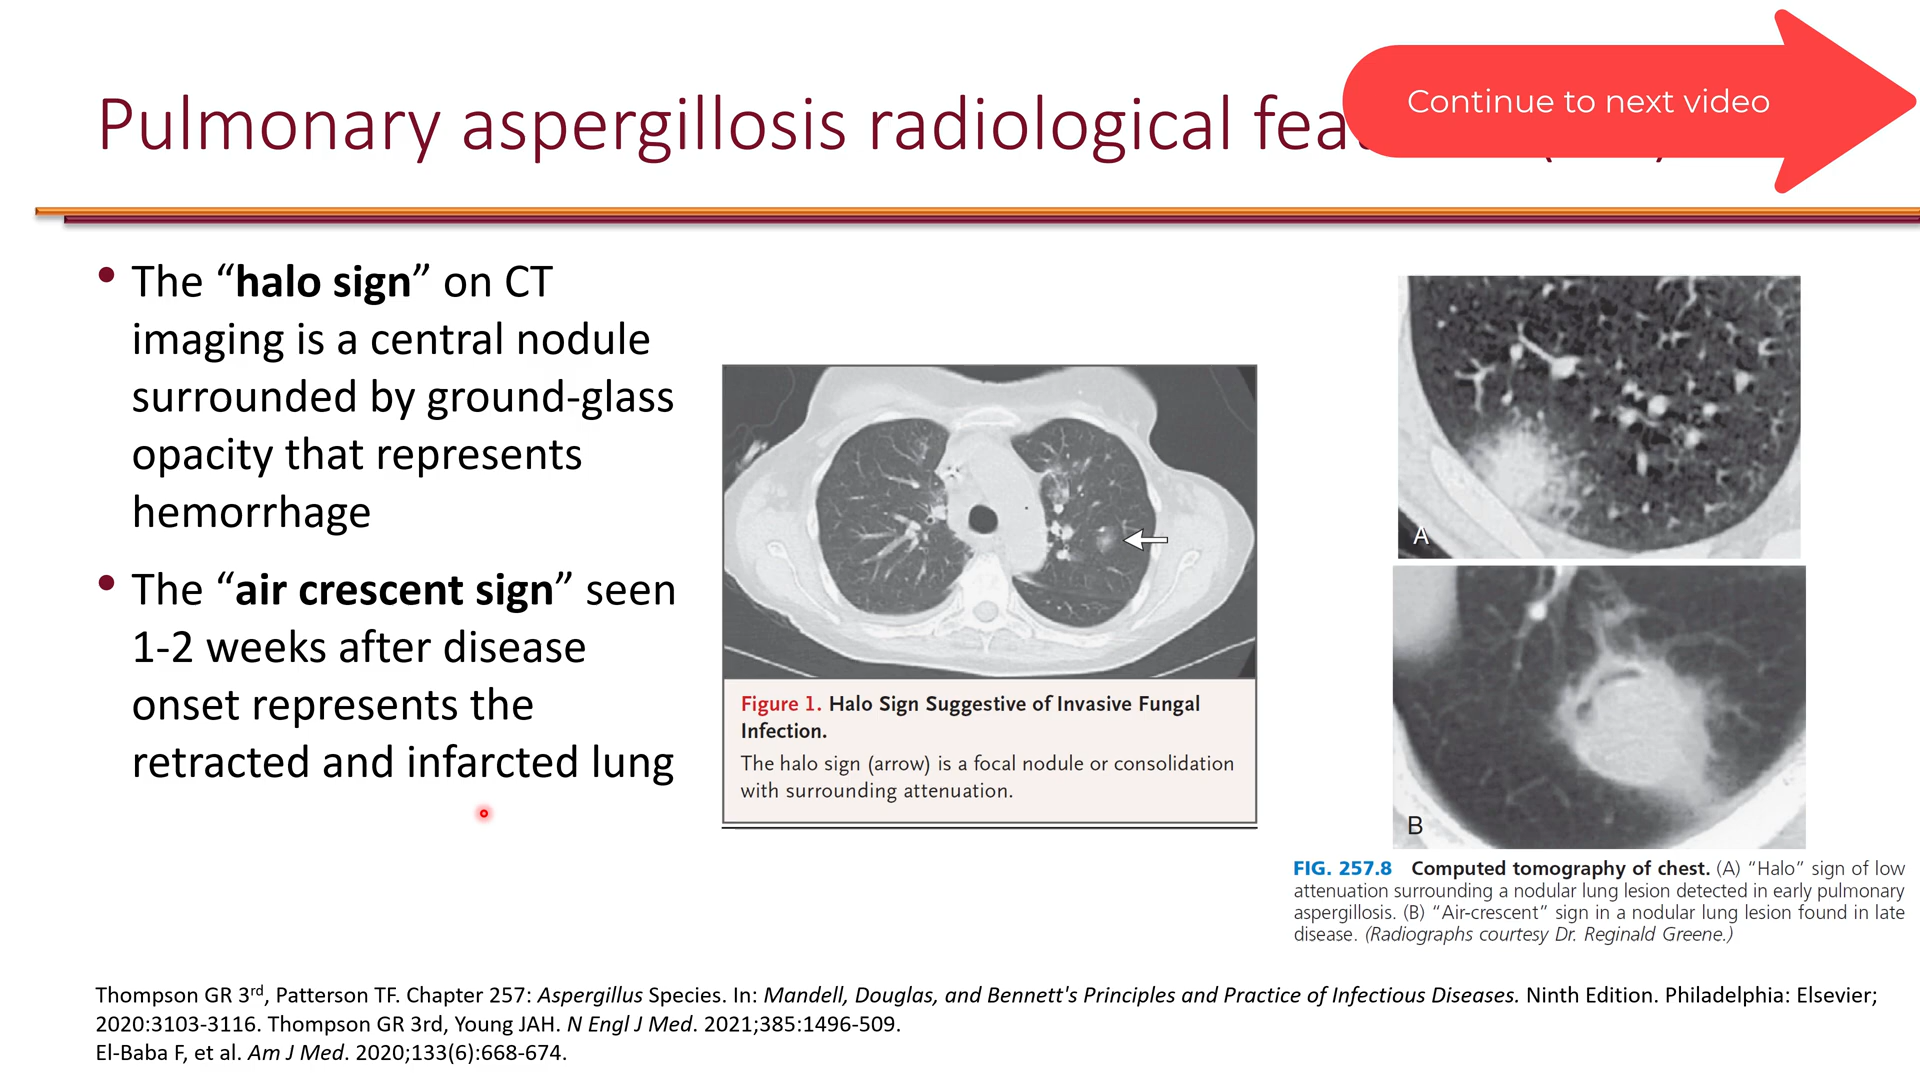 Continue to next video
Pulmonary aspergillosis radiological
• The “halo sign” on CT
imaging is a central nodule
surrounded by ground-glass
opacity that represents
hemorrhage
• The “air crescent sign” seen
1-2 weeks after disease
onset represents the
retracted and infarcted lung
Figure 1. Halo Sign Suggestive of Invasive Fungal
Infection.
The halo sign (arrow) is a focal nodule or consolidation
with surrounding attenuation.
A
B
FIG. 257.8 Computed tomography of chest. (A) “Halo” sign of low
attenuation surrounding a nodular lung lesion detected in early pulmonary
aspergillosis. (B) “Air-crescent” sign in a nodular lung lesion found in late
disease. (Radiographs courtesy Dr. Reginald Greene.)
Thompson GR 3rd, Patterson TF. Chapter 257: Aspergillus Species. In: Mandell, Douglas, and Bennett's Principles and Practice of Infectious Diseases. Ninth Edition. Philadelphia: Elsevier;
2020:3103-3116. Thompson GR 3rd, Young JAH. N Engl J Med. 2021;385:1496-509.
El-Baba F, et al. Am J Med. 2020;133(6):668-674.